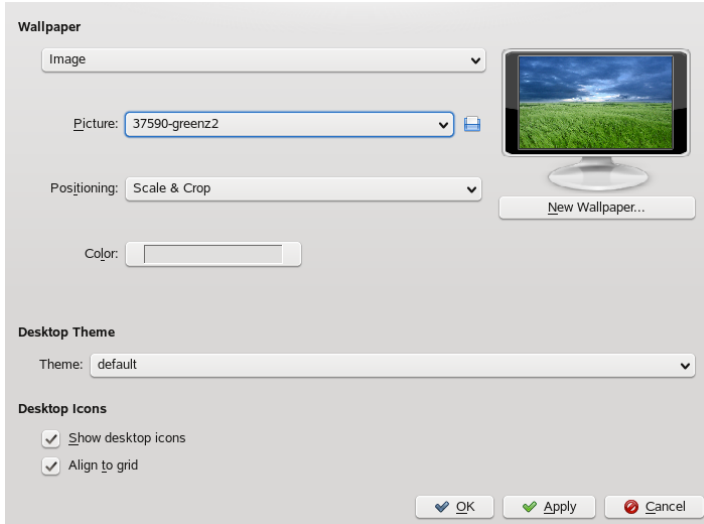 Wallpaper
Image
Picture: 37590-greenz2
Positioning: Scale & Crop
New Wallpaper...
Color:
Desktop Theme
Theme: default
Desktop Icons
Show desktop icons
Align to grid
OK Apply Cancel